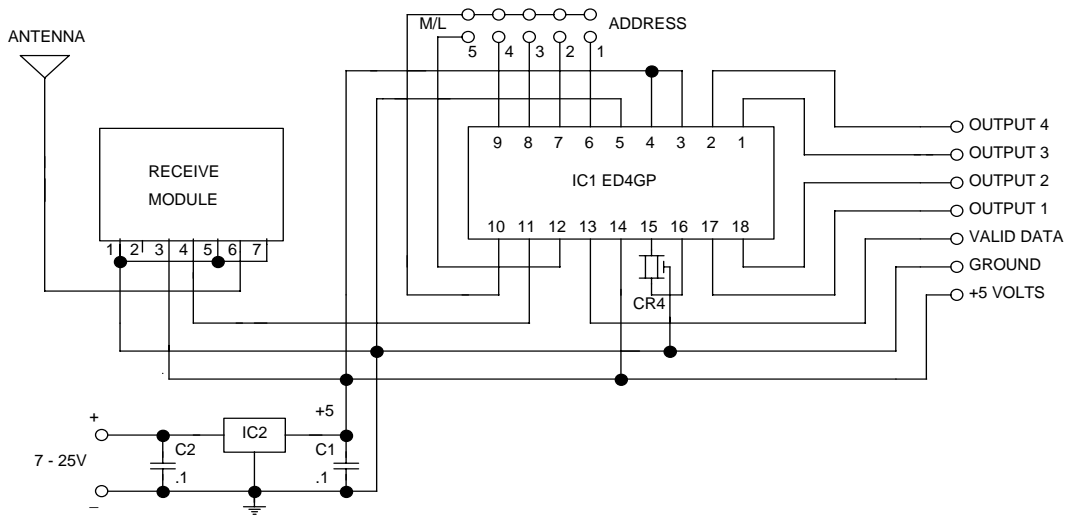 M/L ADDRESS
ANTENNA
5 4 3 2 1
9 8 7 6 5 4 3 2 1
OUTPUT 4
RECEIVE
MODULE
IC1 ED4GP
OUTPUT 3
OUTPUT 2
OUTPUT 1
10 11 12 13 14 15 16 17 18
VALID DATA
1 2 3 4 5 6 7
GROUND
+5 VOLTS
CR4
+ +5
IC2
7 - 25V
C2 C1
.1 .1
–